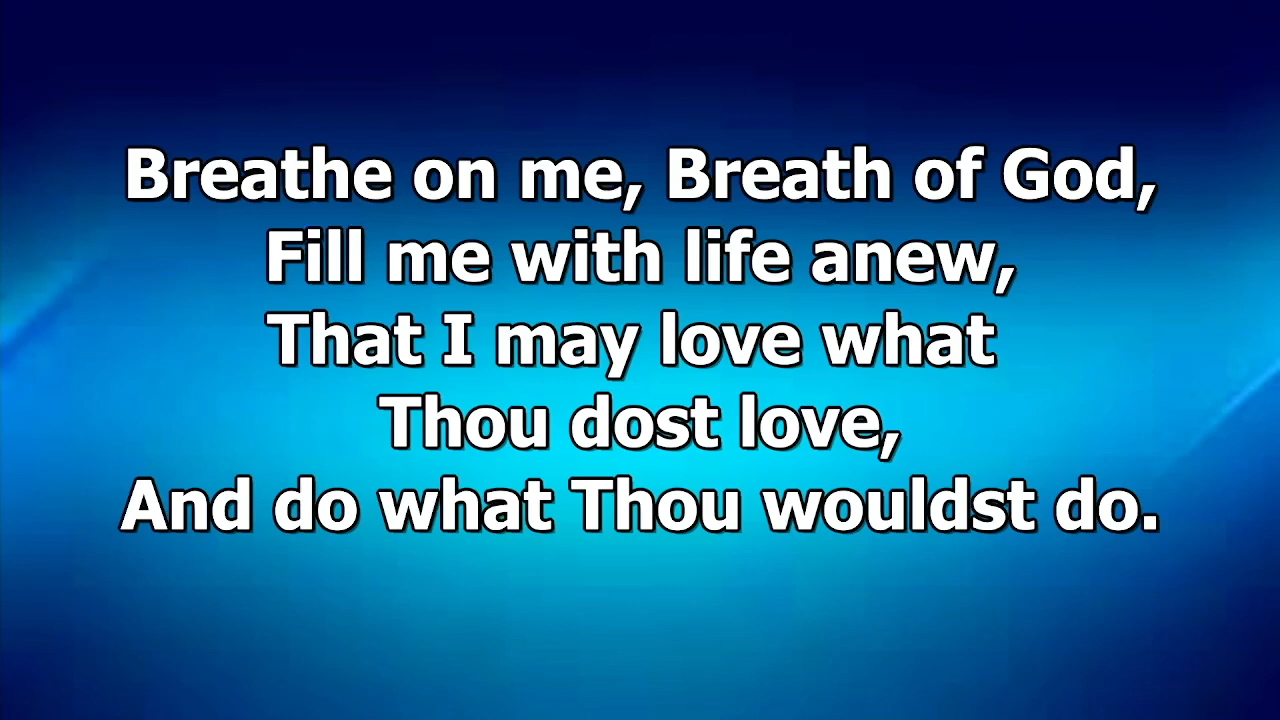 Breathe on me, Breath of God,
Fill me with life anew,
That I may love what
Thou dost love,
And do what Thou wouldst do.